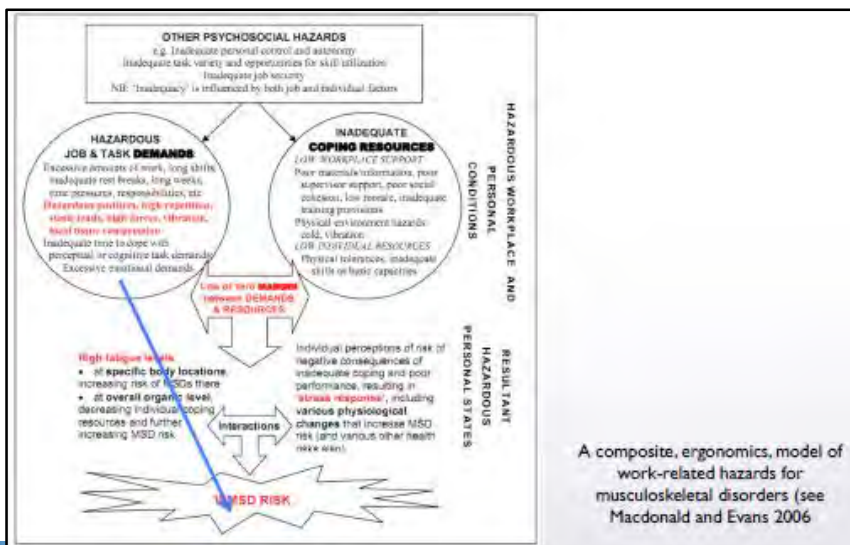 OTHER PSYCHOSOCIAL HAZARDS
e.g. Inadequate personal control and autonomy
Inadequate task variety and opportunities for skill utilization
Inadequate job security
NB: 'Inadequacy' is influenced by both job and individual factors
HAZARDOUS
JOB & TASK DEMANDS
Excessive amounts of work, long shifts,
inadequate rest breaks, long weeks,
time pressures, responsibilities, etc
Hazardous postures, high repetition,
static loads, high forces, vibration,
local tissue compression
Inadequate time to cope with
perceptual or cognitive task demands
Excessive emotional demands
INADEQUATE
COPING RESOURCES
LOW WORKPLACE SUPPORT
Poor materials/information, poor
supervisor support, poor social
cohesion, low morale, inadequate
training provisions
Physical environment hazards
cold, vibration
LOW INDIVIDUAL RESOURCES
Physical tolerances, inadequate
skills or basic capacities
HAZARDOUS WORKPLACE AND
PERSONAL
CONDITIONS
MARGIN
between DEMANDS
& RESOURCES
High fatigue levels
• at specific body locations,
increasing risk of MSDs there
• at overall organic level,
decreasing individual coping
resources and further
increasing MSD risk
Individual perceptions of risk of
negative consequences of
inadequate coping and poor
performance, resulting in
'stress response', including
various physiological
changes that increase MSD
risk (and various other health
risks also).
Interactions
RESULTANT
HAZARDOUS
PERSONAL STATES
MSD RISK
A composite, ergonomics, model of
work-related hazards for
musculoskeletal disorders (see
Macdonald and Evans 2006